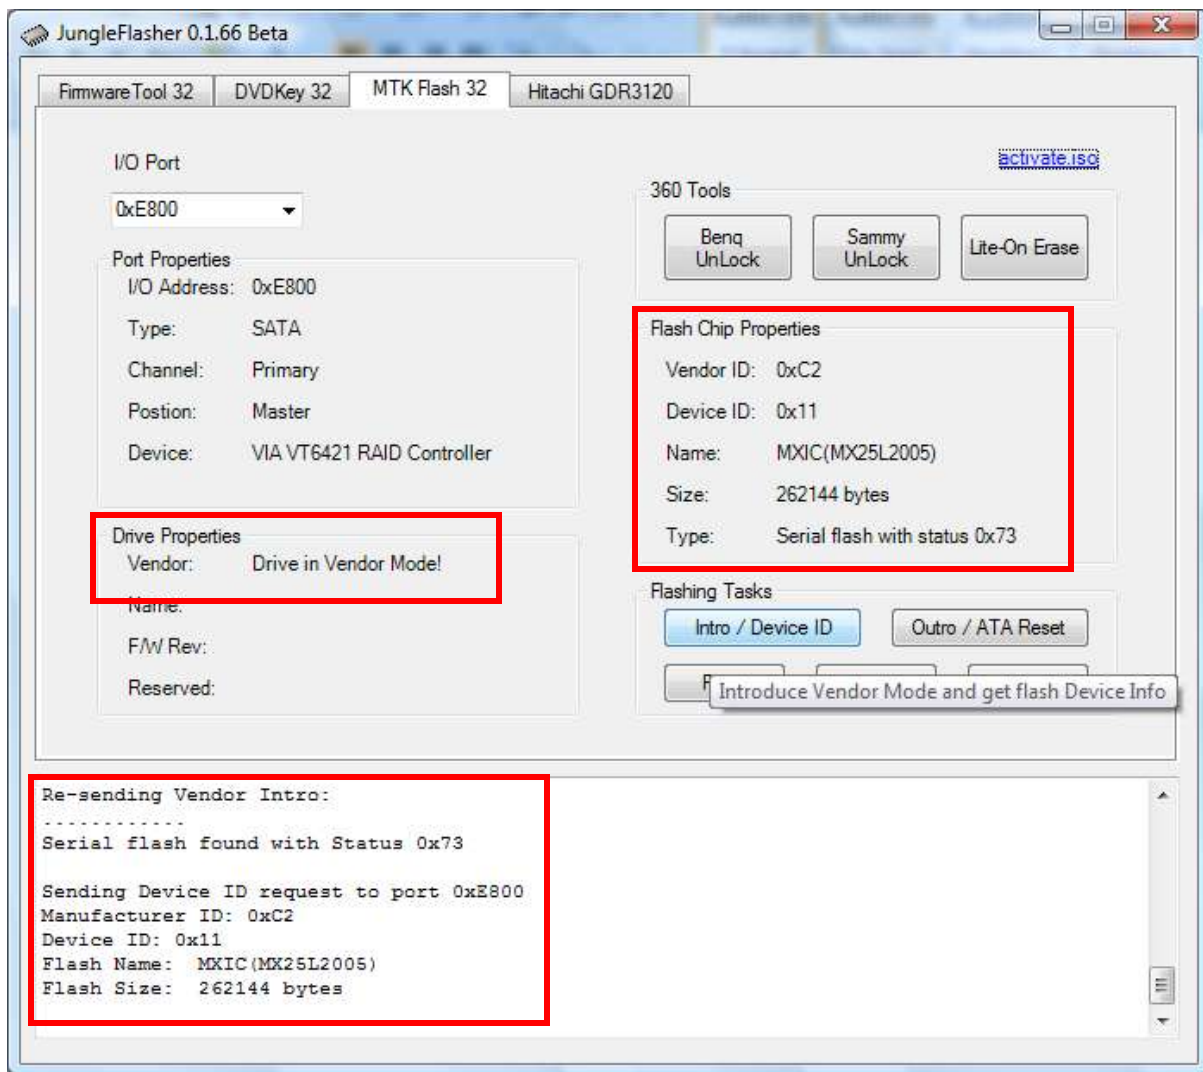 JungleFlasher 0.1.66 Beta
FirmwareTool 32
DVDKey 32
MTK Flash 32
Hitachi GDR3120
I/O Port
activate.iso
0xE800
360 Tools
Benq
UnLock
Sammy
UnLock
Lite-On Erase
Port Properties
I/O Address: 0xE800
Type: SATA
Channel: Primary
Postion: Master
Device: VIA VT6421 RAID Controller
Flash Chip Properties
Vendor ID: 0xC2
Device ID: 0x11
Name: MXIC(MX25L2005)
Size: 262144 bytes
Type: Serial flash with status 0x73
Drive Properties
Vendor: Drive in Vendor Mode!
Name:
F/W Rev:
Reserved:
Flashing Tasks
Intro / Device ID
Outro / ATA Reset
Introduce Vendor Mode and get flash Device Info
Re-sending Vendor Intro:
............
Serial flash found with Status 0x73
Sending Device ID request to port 0xE800
Manufacturer ID: 0xC2
Device ID: 0x11
Flash Name: MXIC(MX25L2005)
Flash Size: 262144 bytes